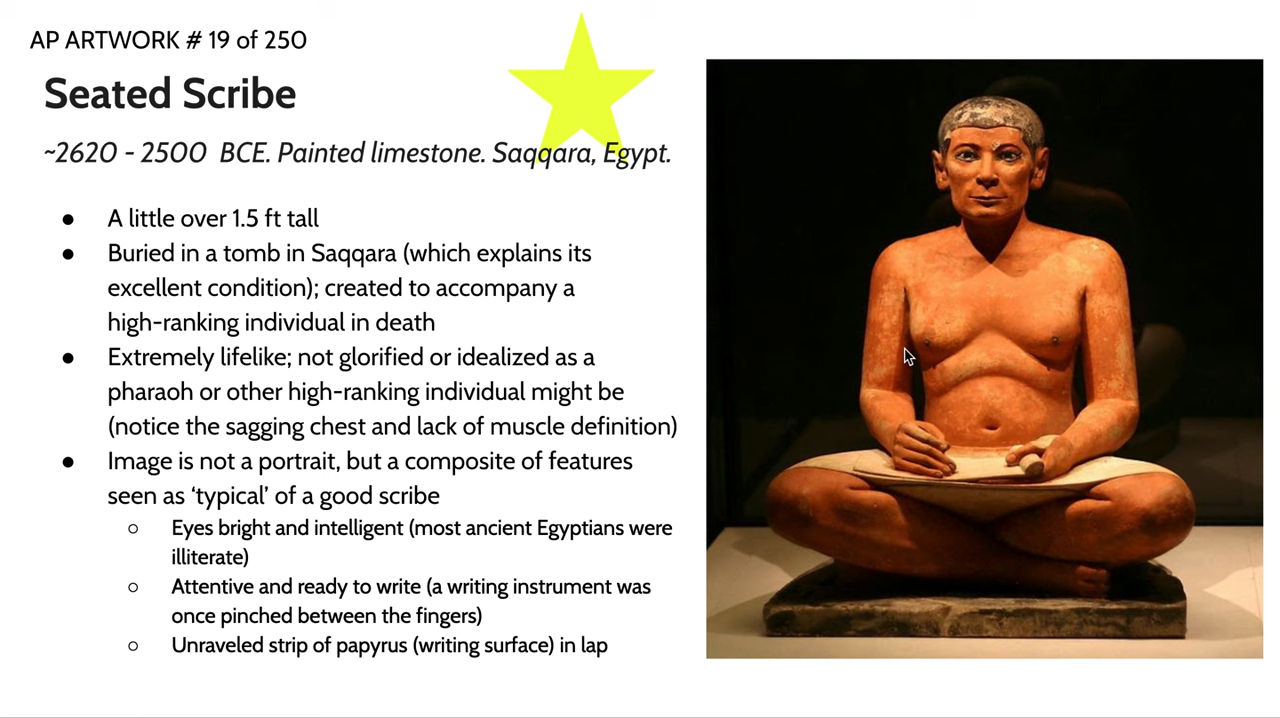 AP ARTWORK # 19 of 250
Seated Scribe
~2620 - 2500 BCE. Painted limestone. Saqqara, Egypt.
● A little over 1.5 ft tall
● Buried in a tomb in Saqqara (which explains its
excellent condition); created to accompany a
high-ranking individual in death
● Extremely lifelike; not glorified or idealized as a
pharaoh or other high-ranking individual might be
(notice the sagging chest and lack of muscle definition)
● Image is not a portrait, but a composite of features
seen as ‘typical’ of a good scribe
○ Eyes bright and intelligent (most ancient Egyptians were
illiterate)
○ Attentive and ready to write (a writing instrument was
once pinched between the fingers)
○ Unraveled strip of papyrus (writing surface) in lap